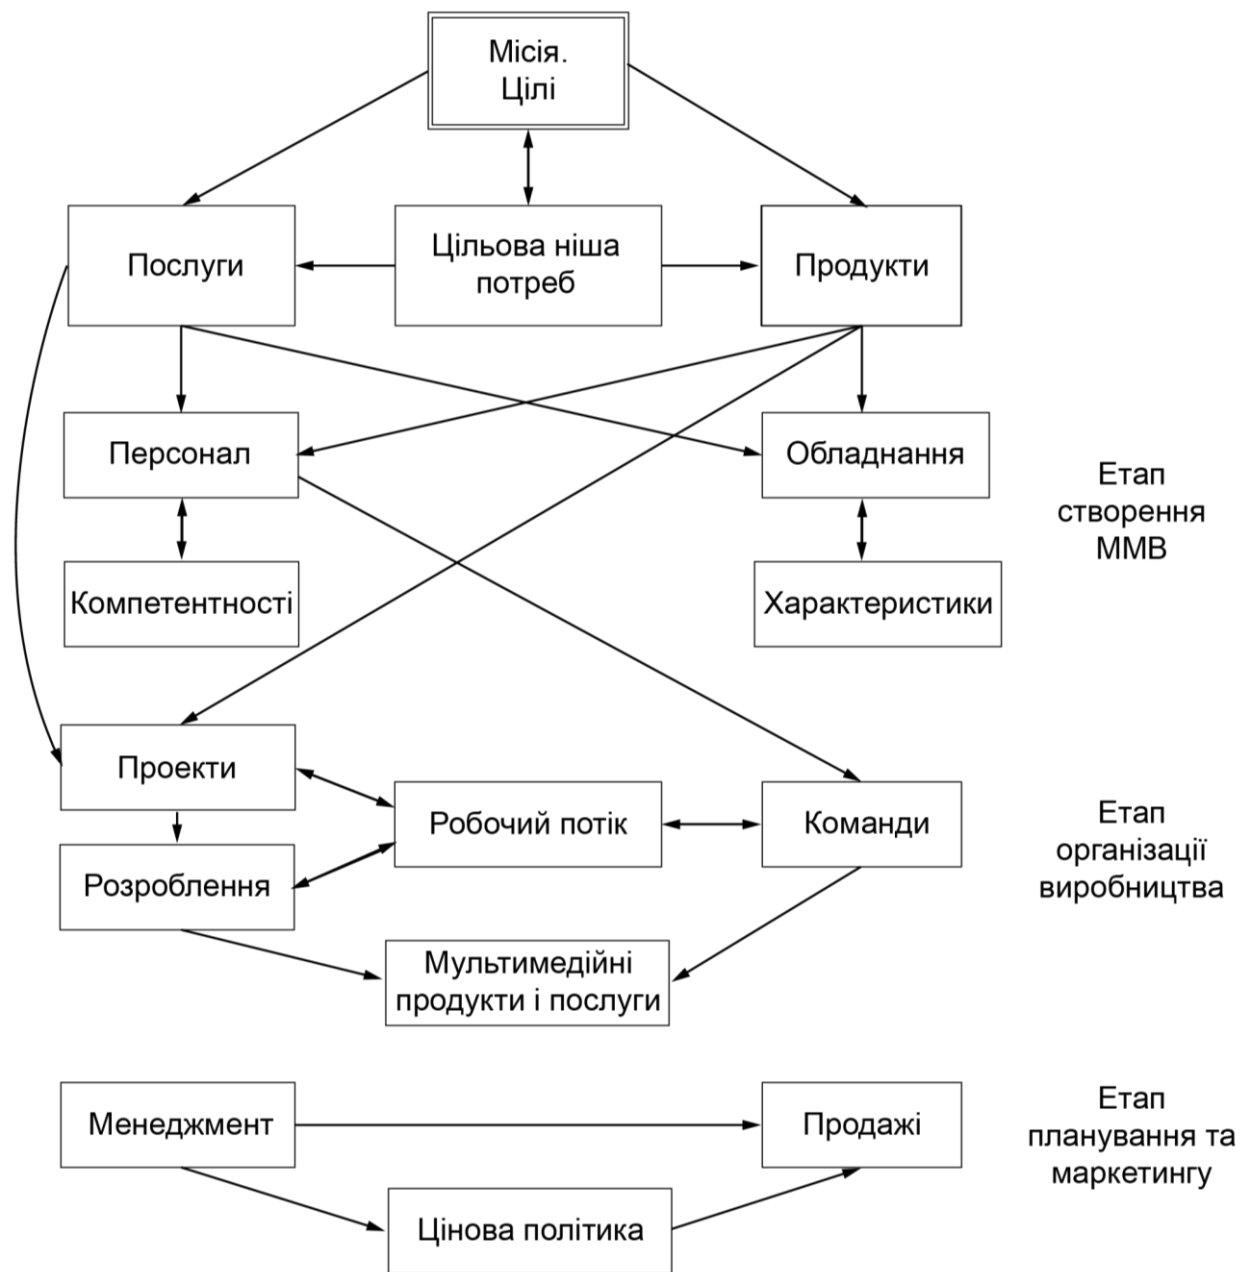 Місія.
Цілі
Послуги
Цільова ніша
потреб
Продукти
Персонал
Обладнання
Етап
створення
ММВ
Компетентності
Характеристики
Проекти
Робочий потік
Команди
Етап
організації
виробництва
Розроблення
Мультимедійні
продукти і послуги
Менеджмент
Продажі
Етап
планування та
маркетингу
Цінова політика